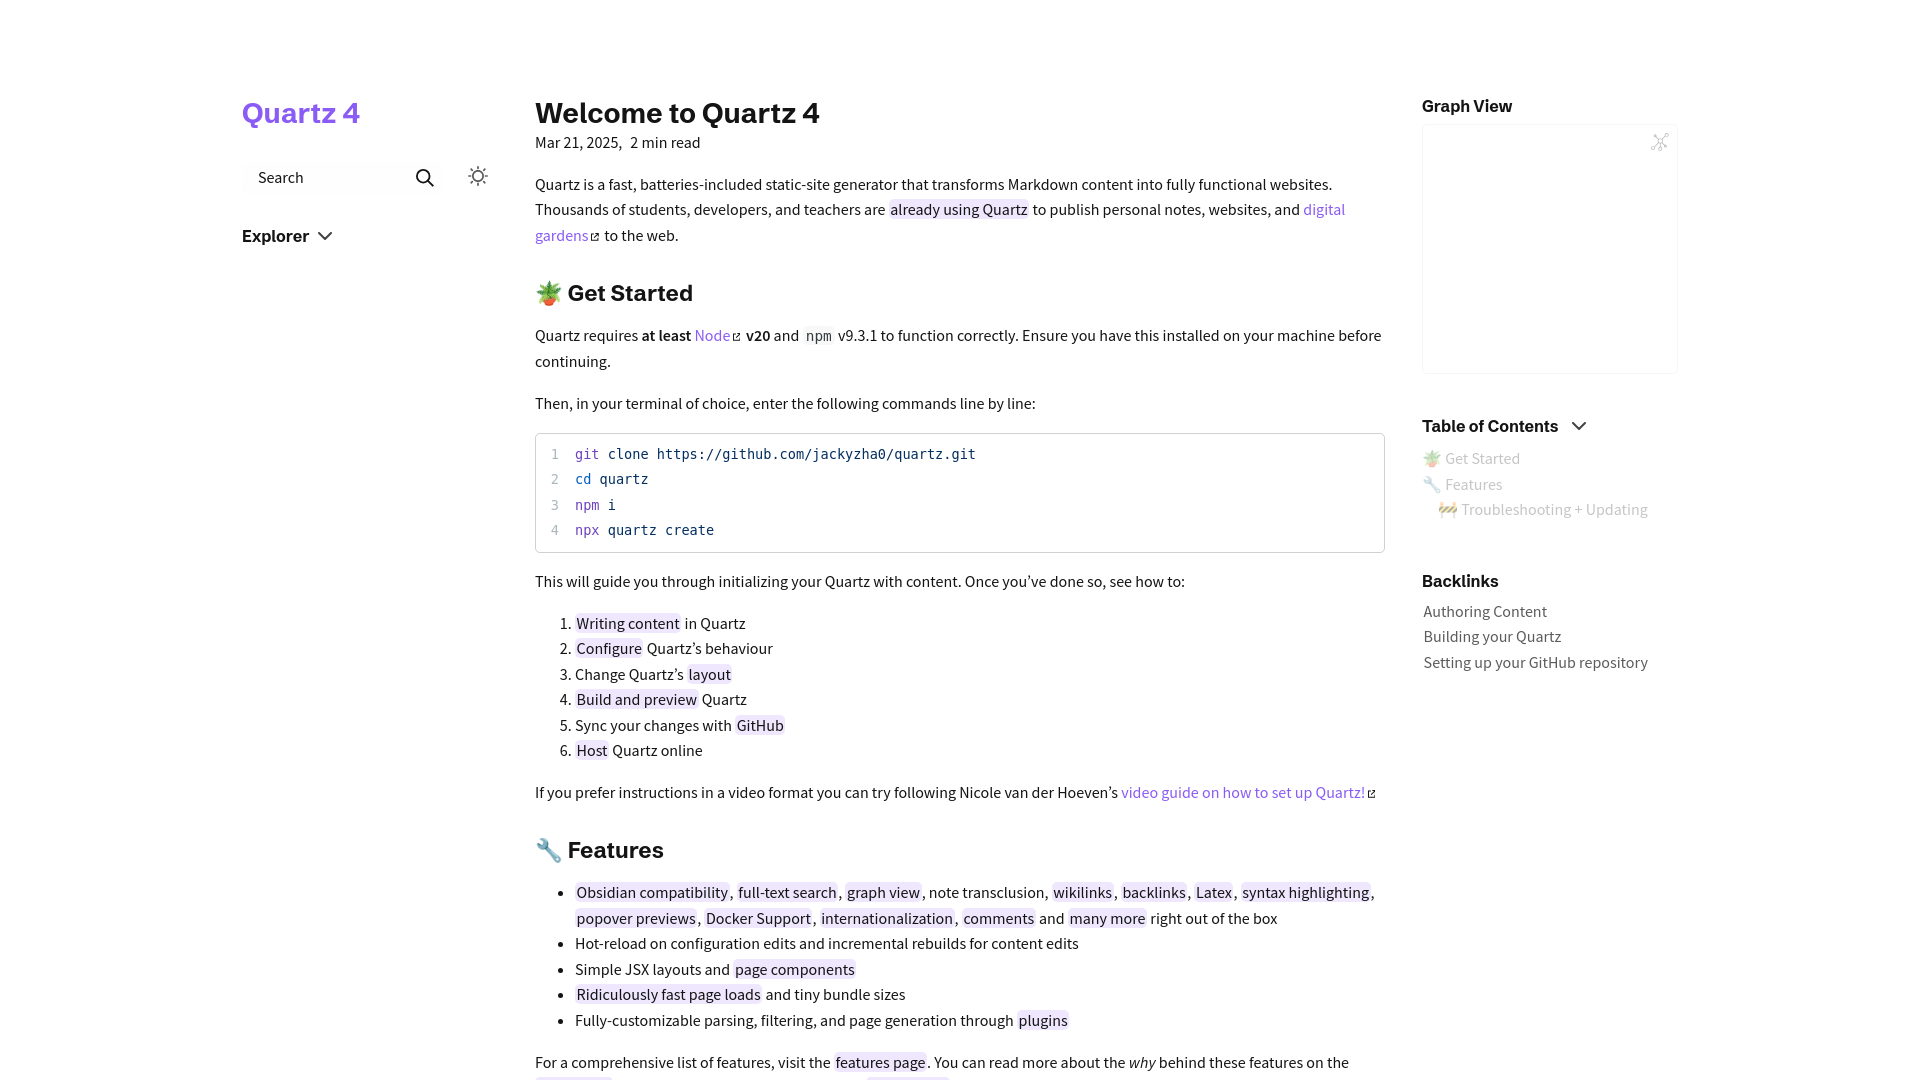 Quartz 4
Search
Explorer
Welcome to Quartz 4
Mar 21, 2025, 2 min read
Quartz is a fast, batteries-included static-site generator that transforms Markdown content into fully functional websites.
Thousands of students, developers, and teachers are already using Quartz to publish personal notes, websites, and digital
gardens to the web.
🪴 Get Started
Quartz requires at least Node v20 and npm v9.3.1 to function correctly. Ensure you have this installed on your machine before
continuing.
Then, in your terminal of choice, enter the following commands line by line:
1 git clone https://github.com/jackyzha0/quartz.git
2 cd quartz
3 npm i
4 npx quartz create
This will guide you through initializing your Quartz with content. Once you’ve done so, see how to:
1. Writing content in Quartz
2. Configure Quartz’s behaviour
3. Change Quartz’s layout
4. Build and preview Quartz
5. Sync your changes with GitHub
6. Host Quartz online
If you prefer instructions in a video format you can try following Nicole van der Hoeven’s video guide on how to set up Quartz!
🔧 Features
• Obsidian compatibility, full-text search, graph view, note transclusion, wikilinks, backlinks, Latex, syntax highlighting,
popover previews, Docker Support, internationalization, comments and many more right out of the box
• Hot-reload on configuration edits and incremental rebuilds for content edits
• Simple JSX layouts and page components
• Ridiculously fast page loads and tiny bundle sizes
• Fully-customizable parsing, filtering, and page generation through plugins
For a comprehensive list of features, visit the features page. You can read more about the why behind these features on the
Graph View
Table of Contents
🪴 Get Started
🔧 Features
🚧 Troubleshooting + Updating
Backlinks
Authoring Content
Building your Quartz
Setting up your GitHub repository